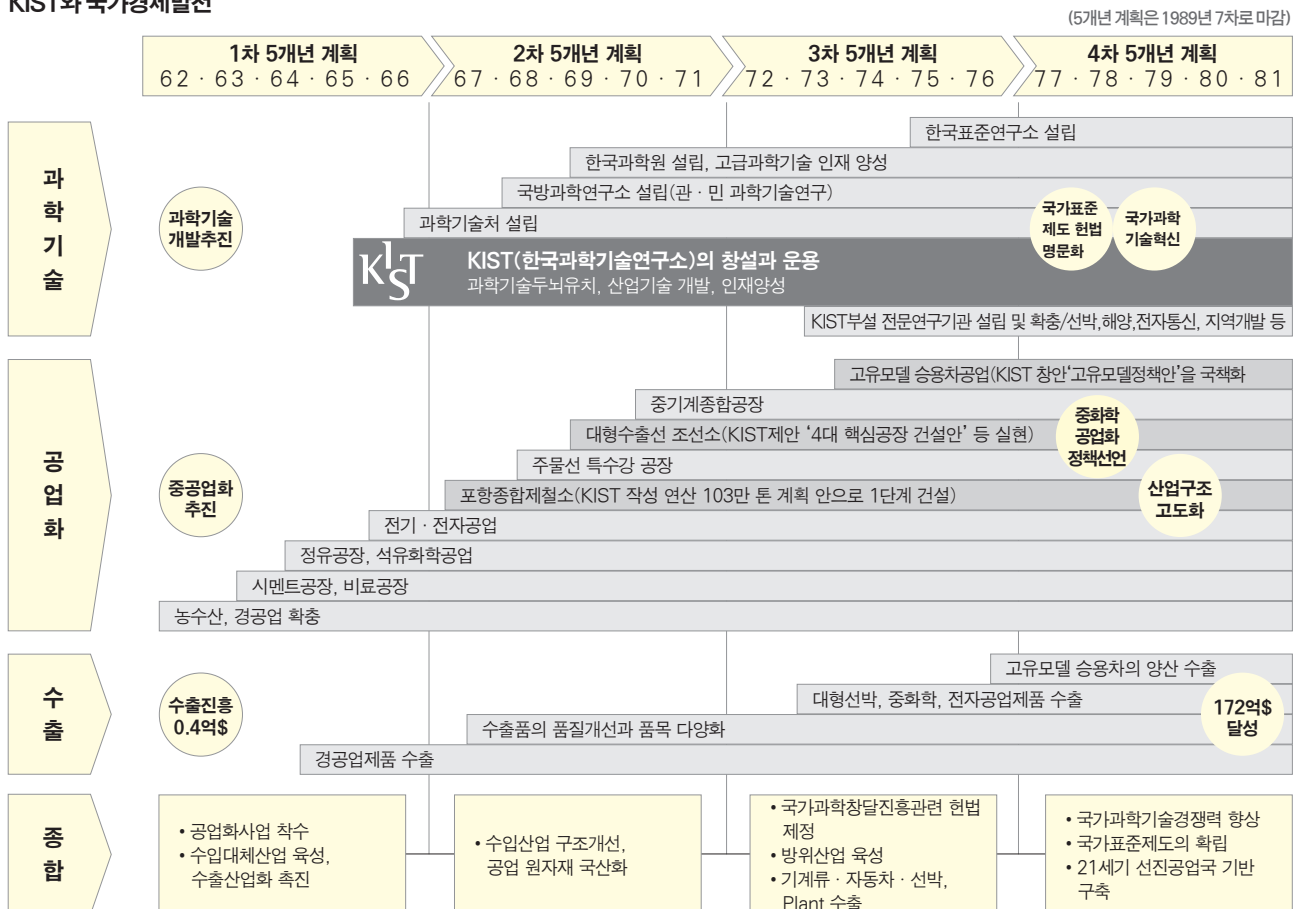 KIST와 국가경제발전
(5개년 계획은 1989년 7차로 마감)
1차 5개년 계획
62 · 63 · 64 · 65 · 66
2차 5개년 계획
67 · 68 · 69 · 70 · 71
3차 5개년 계획
72 · 73 · 74 · 75 · 76
4차 5개년 계획
77 · 78 · 79 · 80 · 81
과
학
기
술
과학기술
개발추진
한국표준연구소 설립
한국과학원 설립, 고급과학기술 인재 양성
국방과학연구소 설립(관 · 민 과학기술연구)
과학기술처 설립
국가표준
제도 헌법
명문화
국가과학
기술혁신
KIST
KIST(한국과학기술연구소)의 창설과 운용
과학기술두뇌유치, 산업기술 개발, 인재양성
KIST부설 전문연구기관 설립 및 확충/선박,해양,전자통신, 지역개발 등
공
업
화
중공업화
추진
고유모델 승용차공업(KIST 창안‘고유모델정책안’을 국책화
중기계종합공장
대형수출선 조선소(KIST제안 ‘4대 핵심공장 건설안’ 등 실현)
주물선 특수강 공장
포항종합제철소(KIST 작성 연산 103만 톤 계획 안으로 1단계 건설)
전기 · 전자공업
정유공장, 석유화학공업
시멘트공장, 비료공장
농수산, 경공업 확충
중화학
공업화
정책선언
산업구조
고도화
수
출
수출진흥
0.4억$
고유모델 승용차의 양산 수출
대형선박, 중화학, 전자공업제품 수출
수출품의 품질개선과 품목 다양화
경공업제품 수출
172억$
달성
종
합
• 공업화사업 착수
• 수입대체산업 육성,
수출산업화 촉진
• 수입산업 구조개선,
공업 원자재 국산화
• 국가과학창달진흥관련 헌법
제정
• 방위산업 육성
• 기계류 · 자동차 · 선박,
Plant 수출
• 국가과학기술경쟁력 향상
• 국가표준제도의 확립
• 21세기 선진공업국 기반
구축